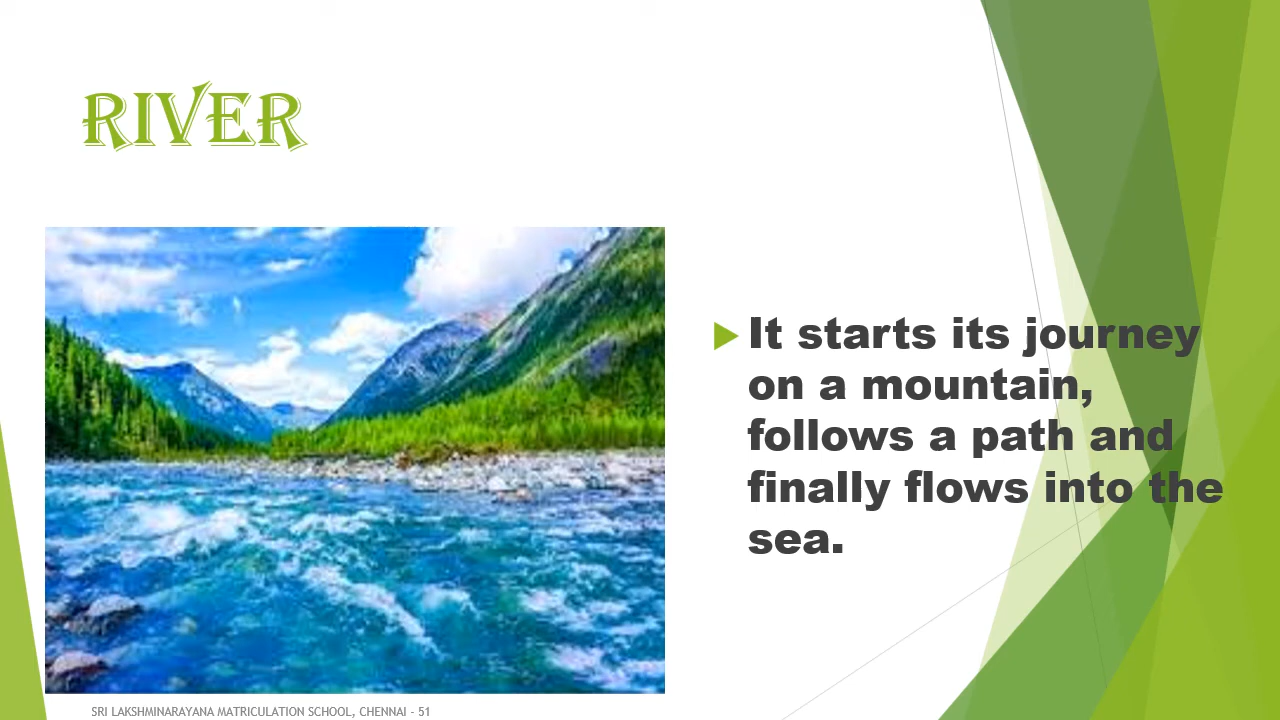 RIVER
It starts its journey
on a mountain,
follows a path and
finally flows into the
sea.
SRI LAKSHMINARAYANA MATRICULATION SCHOOL, CHENNAI - 51